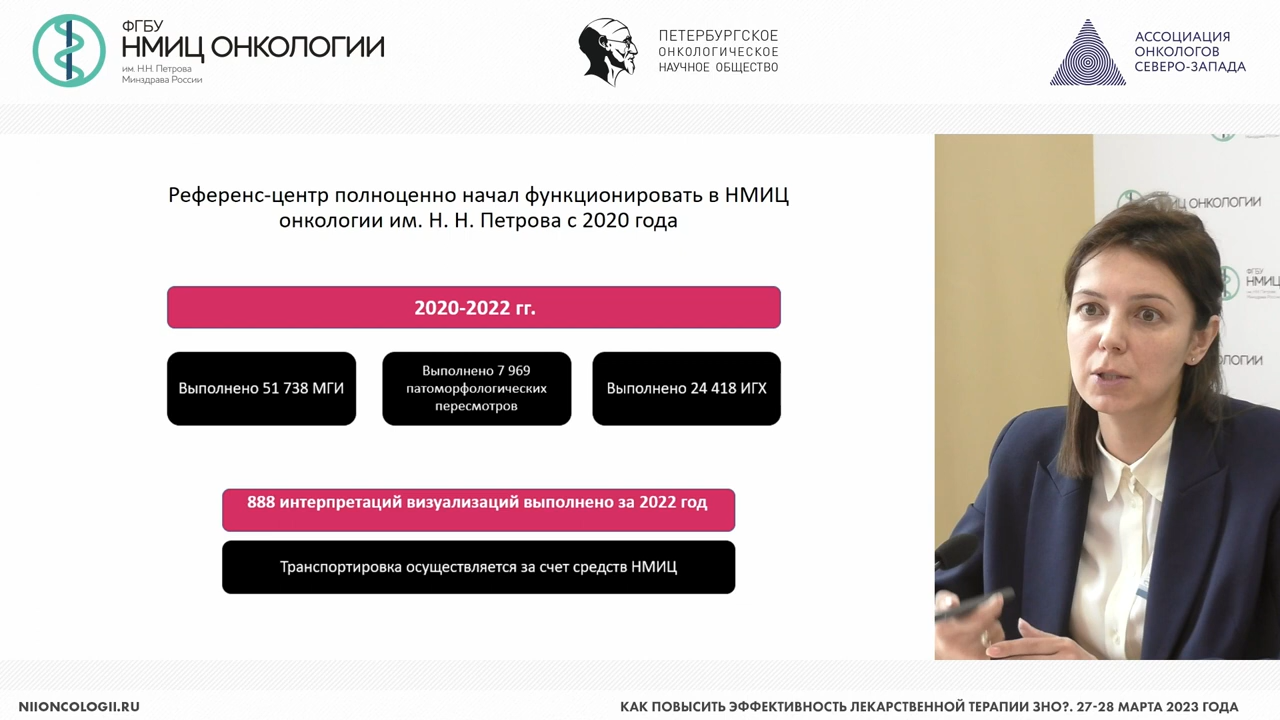 ФГБУ
НМИЦ ОНКОЛОГИИ
им. Н.Н. Петрова
Минздрава России
ПЕТЕРБУРГСКОЕ
ОНКОЛОГИЧЕСКОЕ
НАУЧНОЕ ОБЩЕСТВО
АССОЦИАЦИЯ
ОНКОЛОГОВ
СЕВЕРО-ЗАПАДА
Референс-центр полноценно начал функционировать в НМИЦ
онкологии им. Н. Н. Петрова с 2020 года
2020-2022 гг.
Выполнено 51 738 МГИ
Выполнено 7 969
патоморфологических
пересмотров
Выполнено 24 418 ИГХ
888 интерпретаций визуализаций выполнено за 2022 год
Транспортировка осуществляется за счет средств НМИЦ
ОНКОЛОГИИ
ФГБУ
НМИЦ
NIIONCOLOGII.RU
КАК ПОВЫСИТЬ ЭФФЕКТИВНОСТЬ ЛЕКАРСТВЕННОЙ ТЕРАПИИ ЗНО?. 27-28 МАРТА 2023 ГОДА